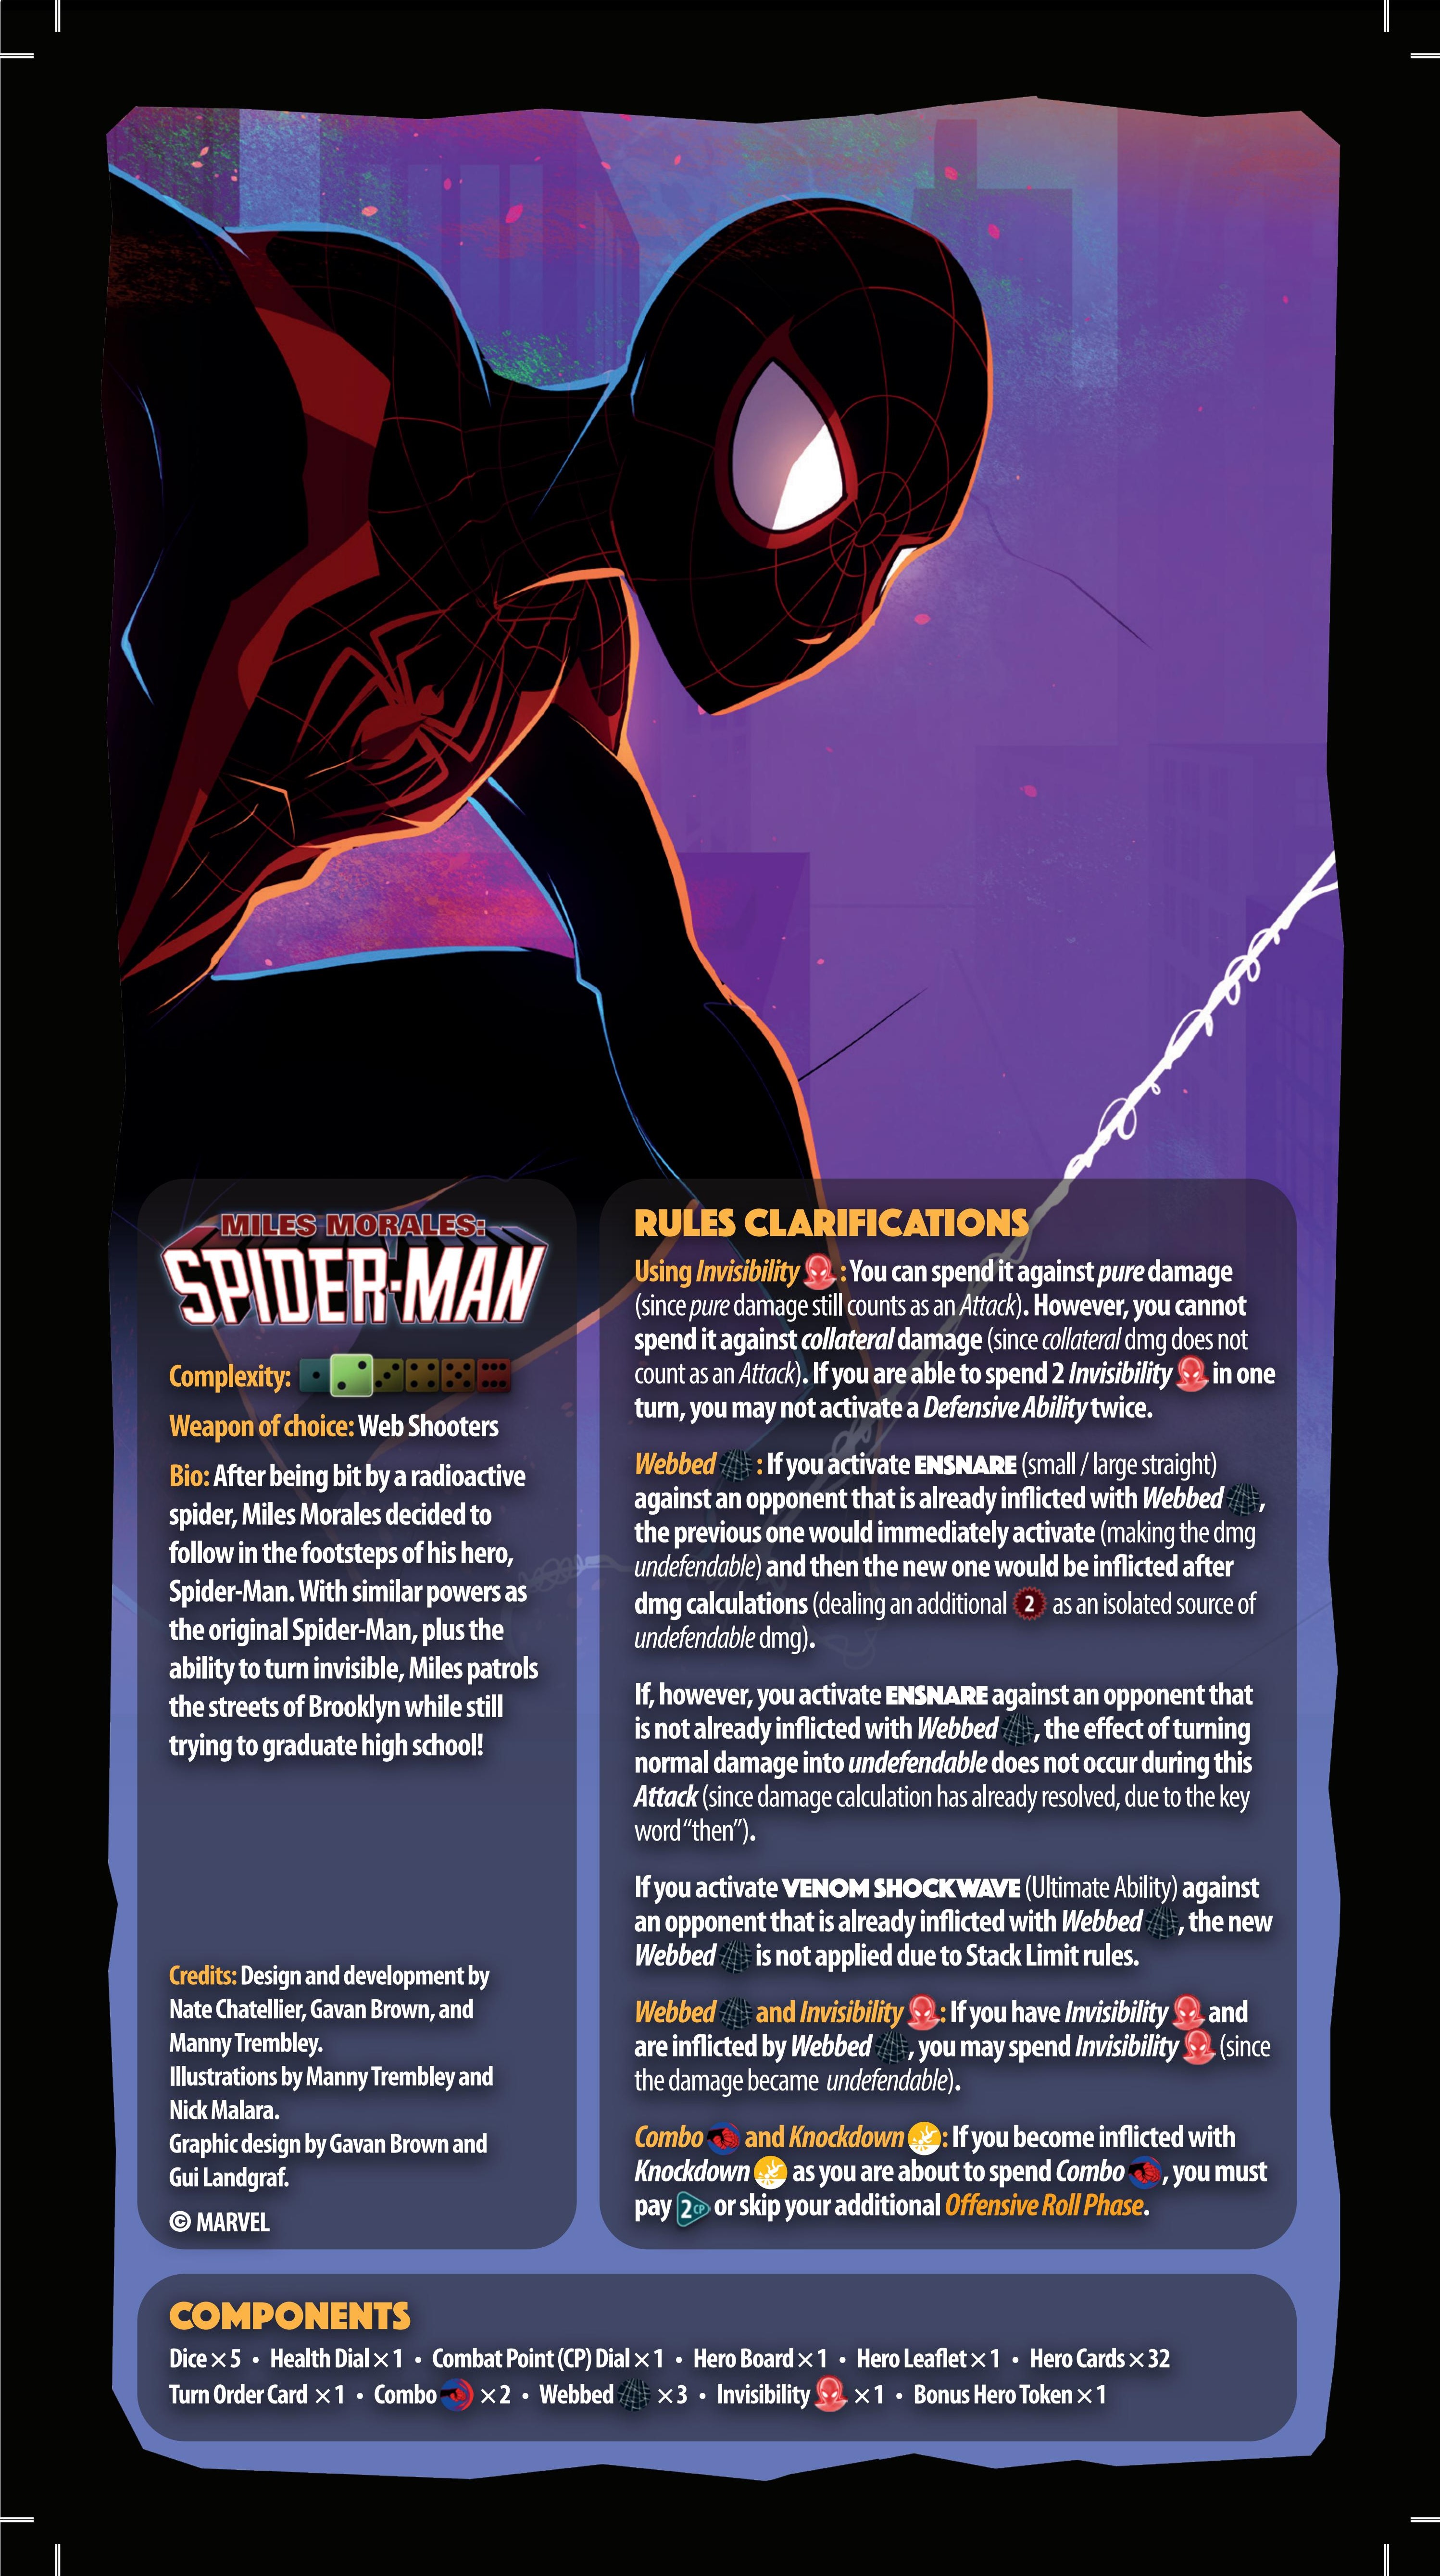 MILES MORALES:
SPIDER-MAN
Complexity:
Weapon of choice: Web Shooters
Bio: After being bit by a radioactive
spider, Miles Morales decided to
follow in the footsteps of his hero,
Spider-Man. With similar powers as
the original Spider-Man, plus the
ability to turn invisible, Miles patrols
the streets of Brooklyn while still
trying to graduate high school!
Credits: Design and development by
Nate Chatellier, Gavan Brown, and
Manny Trembley.
Illustrations by Manny Trembley and
Nick Malara.
Graphic design by Gavan Brown and
Gui Landgraf.
© MARVEL
RULES CLARIFICATIONS
Using Invisibility : You can spend it against pure damage
(since pure damage still counts as an Attack). However, you cannot
spend it against collateral damage (since collateral dmg does not
count as an Attack). If you are able to spend 2 Invisibility in one
turn, you may not activate a Defensive Ability twice.
Webbed : If you activate ENSNARE (small / large straight)
against an opponent that is already inflicted with Webbed ,
the previous one would immediately activate (making the dmg
undefendable) and then the new one would be inflicted after
dmg calculations (dealing an additional 2 as an isolated source of
undefendable dmg).
If, however, you activate ENSNARE against an opponent that
is not already inflicted with Webbed , the effect of turning
normal damage into undefendable does not occur during this
Attack (since damage calculation has already resolved, due to the key
word “then”).
If you activate VENOM SHOCKWAVE (Ultimate Ability) against
an opponent that is already inflicted with Webbed , the new
Webbed is not applied due to Stack Limit rules.
Webbed and Invisibility : If you have Invisibility and
are inflicted by Webbed , you may spend Invisibility (since
the damage became undefendable).
Combo and Knockdown : If you become inflicted with
Knockdown as you are about to spend Combo , you must
pay 2CP or skip your additional Offensive Roll Phase.
COMPONENTS
Dice × 5 • Health Dial × 1 • Combat Point (CP) Dial × 1 • Hero Board × 1 • Hero Leaflet × 1 • Hero Cards × 32
Turn Order Card × 1 • Combo × 2 • Webbed × 3 • Invisibility × 1 • Bonus Hero Token × 1